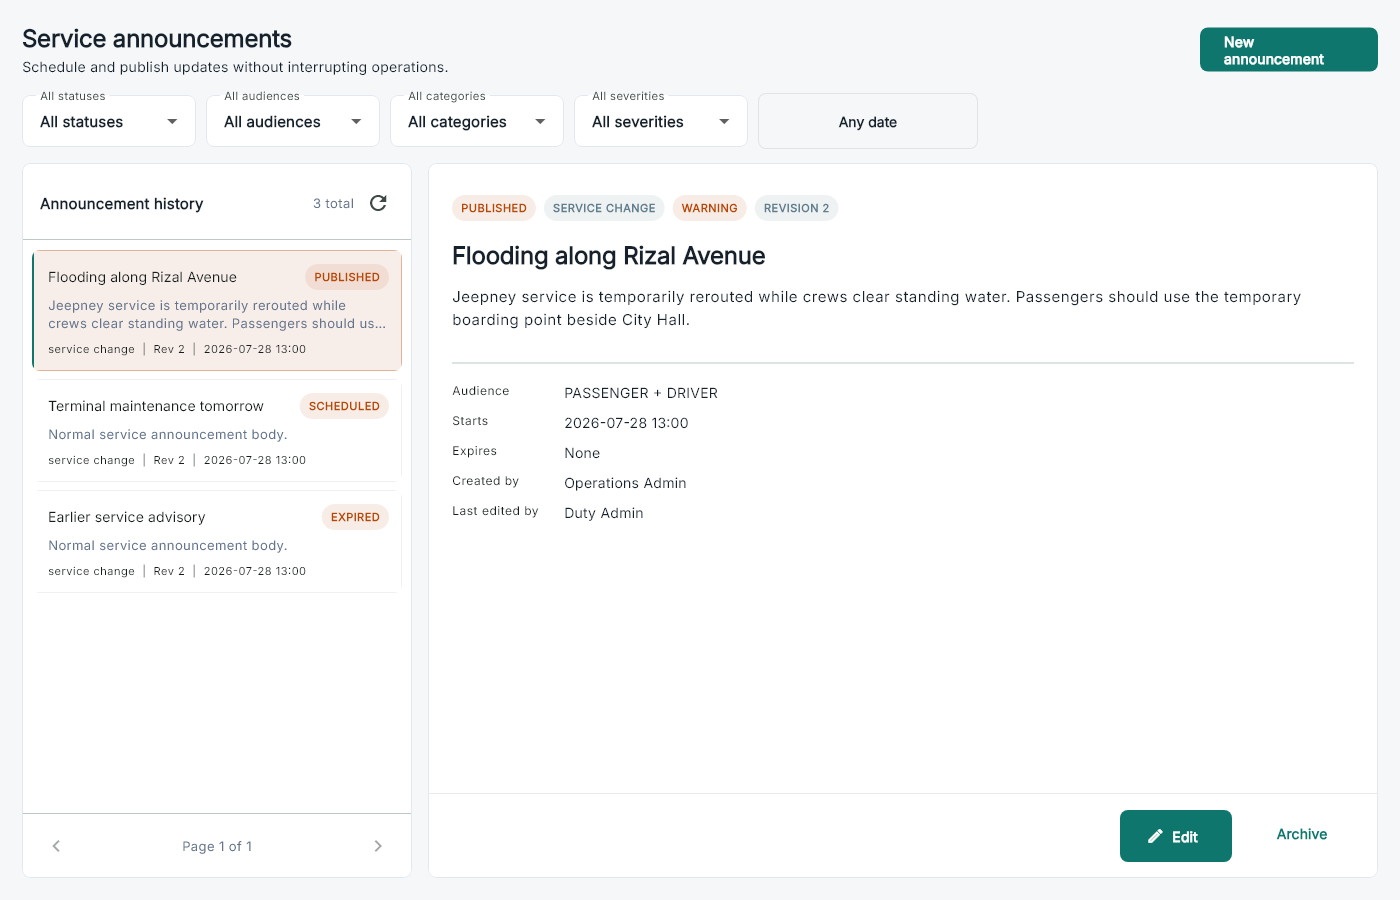 Service announcements
Schedule and publish updates without interrupting operations.
New
announcement
All statuses
All statuses
All audiences
All audiences
All categories
All categories
All severities
All severities
Any date
Announcement history
3 total
Flooding along Rizal Avenue
PUBLISHED
Jeepney service is temporarily rerouted while
crews clear standing water. Passengers should us...
service change | Rev 2 | 2026-07-28 13:00
Terminal maintenance tomorrow
SCHEDULED
Normal service announcement body.
service change | Rev 2 | 2026-07-28 13:00
Earlier service advisory
EXPIRED
Normal service announcement body.
service change | Rev 2 | 2026-07-28 13:00
Page 1 of 1
PUBLISHED
SERVICE CHANGE
WARNING
REVISION 2
Flooding along Rizal Avenue
Jeepney service is temporarily rerouted while crews clear standing water. Passengers should use the temporary
boarding point beside City Hall.
Audience PASSENGER + DRIVER
Starts 2026-07-28 13:00
Expires None
Created by Operations Admin
Last edited by Duty Admin
Edit
Archive